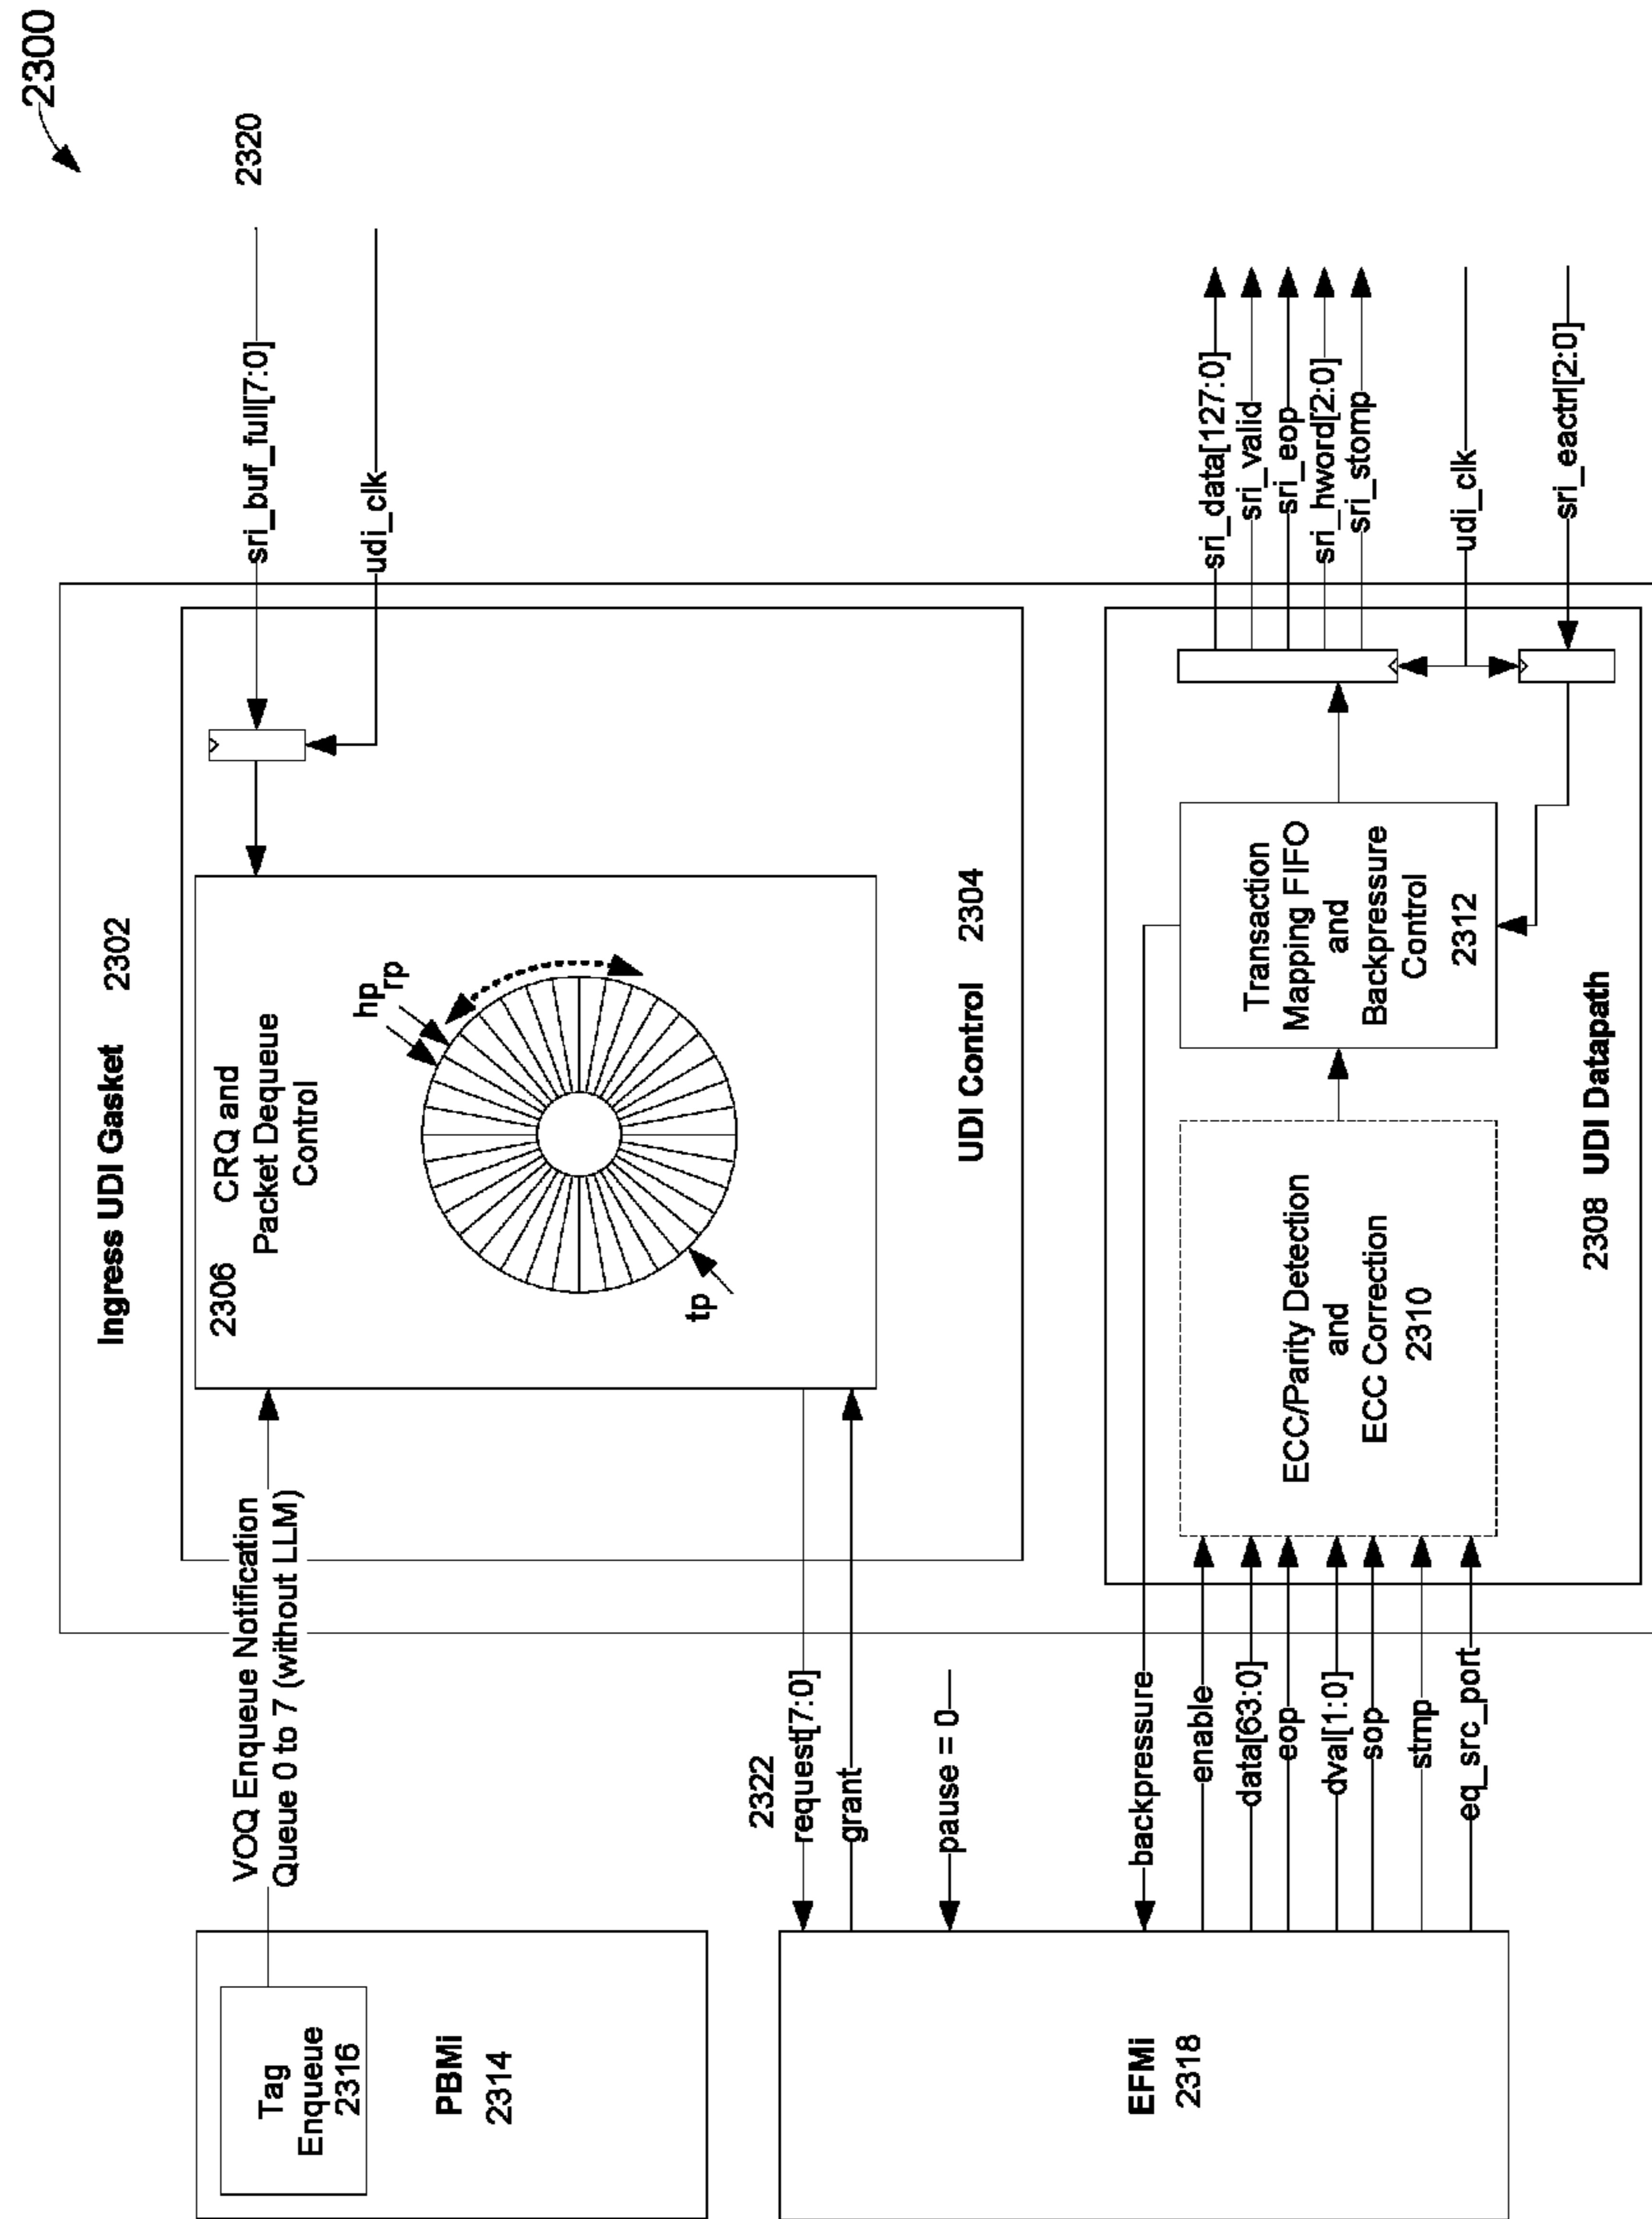 2300
Ingress UDI Gasket 2302
2320
sri_buf_full[7:0]
udi_clk
2306 CRQ and
Packet Dequeue
Control
hp
rp
tp
UDI Control 2304
VOQ Enqueue Notification
Queue 0 to 7 (without LLM)
Tag
Enqueue
2316
PBMi
2314
2322
request[7:0]
grant
pause = 0
backpressure
enable
data[63:0]
eop
dval[1:0]
sop
stmp
eq_src_port
EFMi
2318
ECC/Parity Detection
and
ECC Correction
2310
Transaction
Mapping FIFO
and
Backpressure
Control
2312
2308 UDI Datapath
sri_data[127:0]
sri_valid
sri_eop
sri_hword[2:0]
sri_stomp
udi_clk
sri_eactrl[2:0]